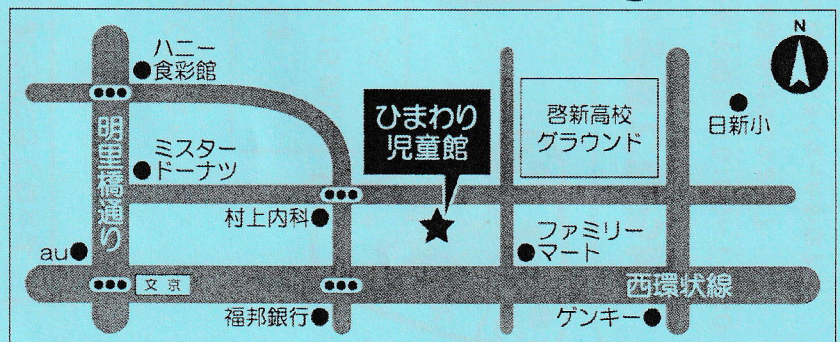 N
ハニー
食彩館
ひまわり
児童館
啓新高校
グラウンド
日新小
明里橋通り
ミスター
ドーナツ
村上内科
au
ファミリー
マート
文京
西環状線
福邦銀行
ゲンキー